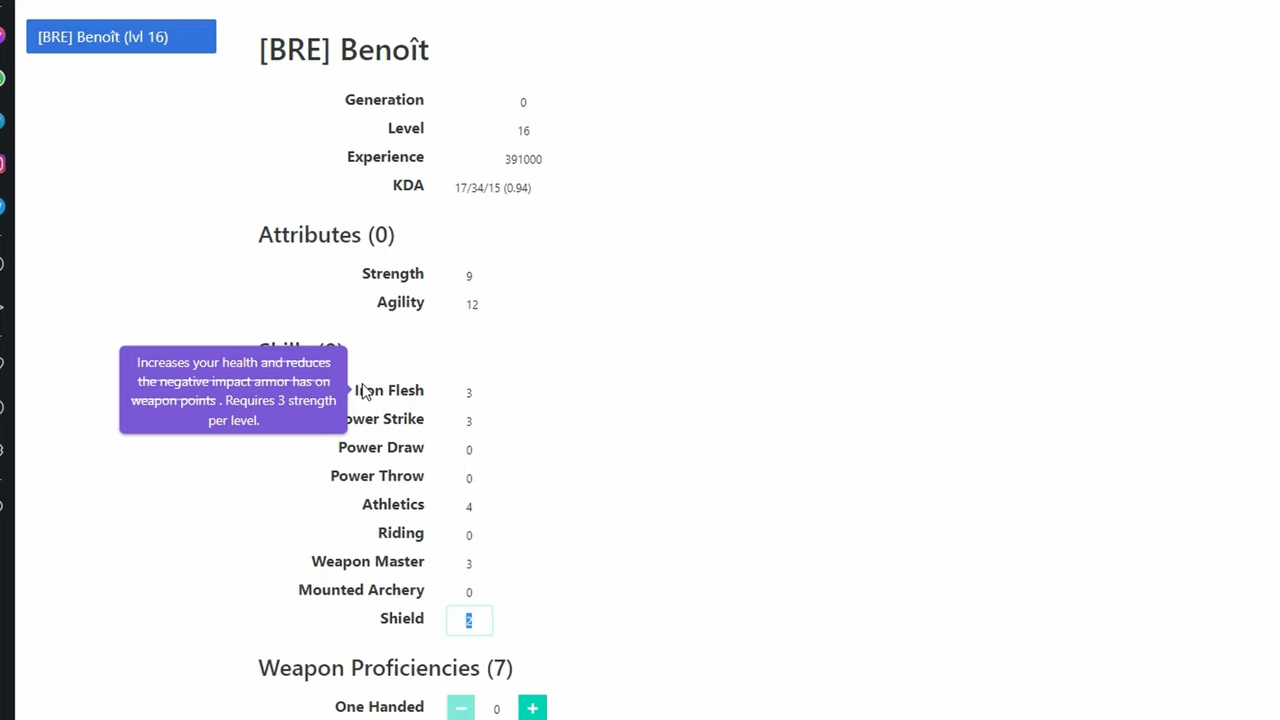 [BRE] Benoît (lvl 16)
[BRE] Benoît
Generation 0
Level 16
Experience 391000
KDA 17/34/15 (0.94)
Attributes (0)
Strength 9
Agility 12
Increases your health and reduces
the negative impact armor has on
weapon points . Requires 3 strength
per level.
Iron Flesh 3
Power Strike 3
Power Draw 0
Power Throw 0
Athletics 4
Riding 0
Weapon Master 3
Mounted Archery 0
Shield 2
Weapon Proficiencies (7)
One Handed − 0 +